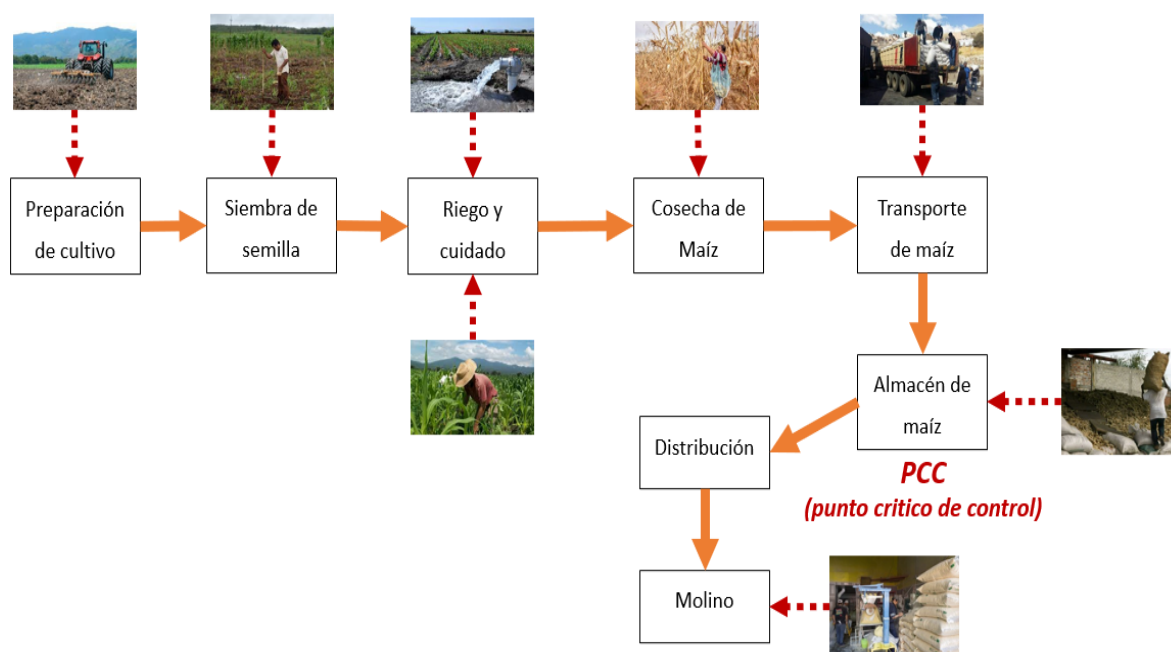 Preparación
de cultivo
Siembra de
semilla
Riego y
cuidado
Cosecha de
Maíz
Transporte
de maíz
Almacén de
maíz
PCC
(punto critico de control)
Distribución
Molino